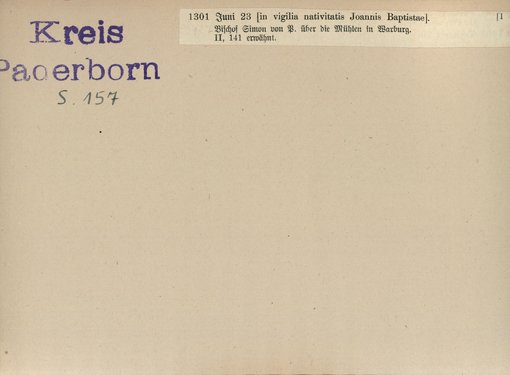 Kreis
Paderborn
S. 157
1301 Juni 23 [in vigilia nativitatis Joannis Baptistae]. [1
Bischof Simon von P. über die Mühlen in Warburg.
II, 141 erwähnt.